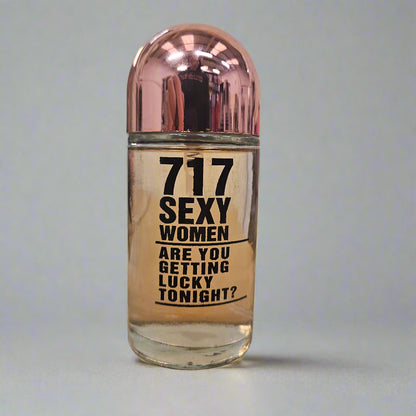 717
SEXY
WOMEN
ARE YOU
GETTING
LUCKY
TONIGHT?